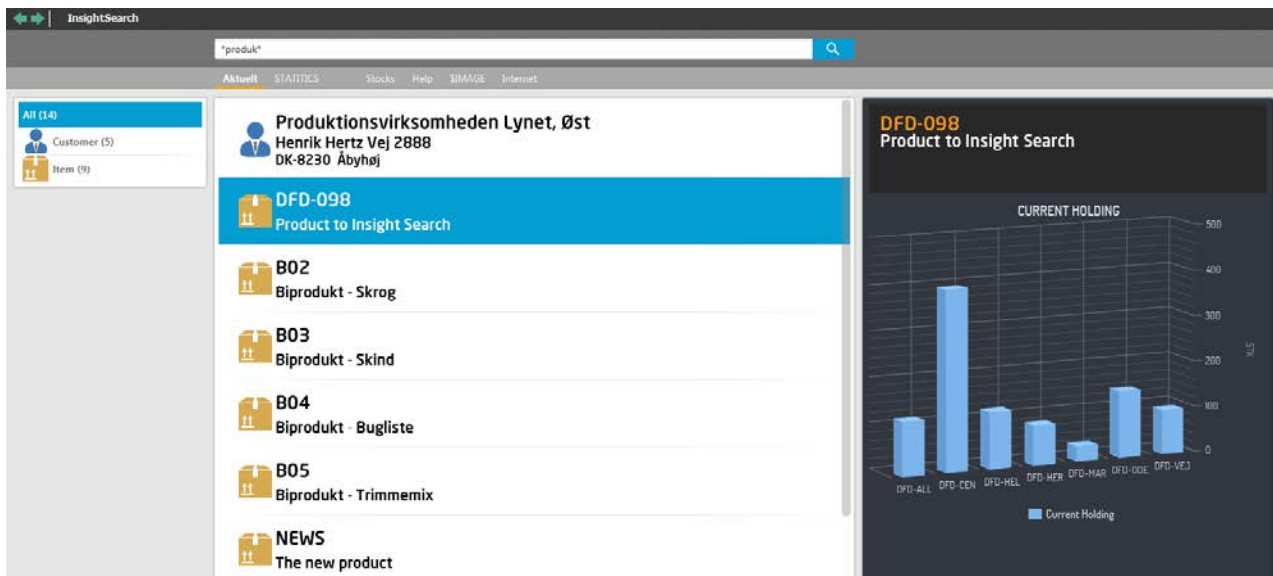 InsightSearch
*produk*
Aktuelt STATITICS Stocks Help $IMAGE Internet
All (14)
Customer (5)
Item (9)
Produktionsvirksomheden Lynet, Øst
Henrik Hertz Vej 2888
DK-8230 Åbyhøj
DFD-098
Product to Insight Search
B02
Biprodukt - Skrog
B03
Biprodukt - Skind
B04
Biprodukt - Bugliste
B05
Biprodukt - Trimmemix
NEWS
The new product
DFD-098
Product to Insight Search
CURRENT HOLDING
500
400
300
200
100
0
STK
DFD-ALL DFD-CEN DFD-HEL DFD-HER DFD-MAR DFD-ODE DFD-VEJ
Current Holding